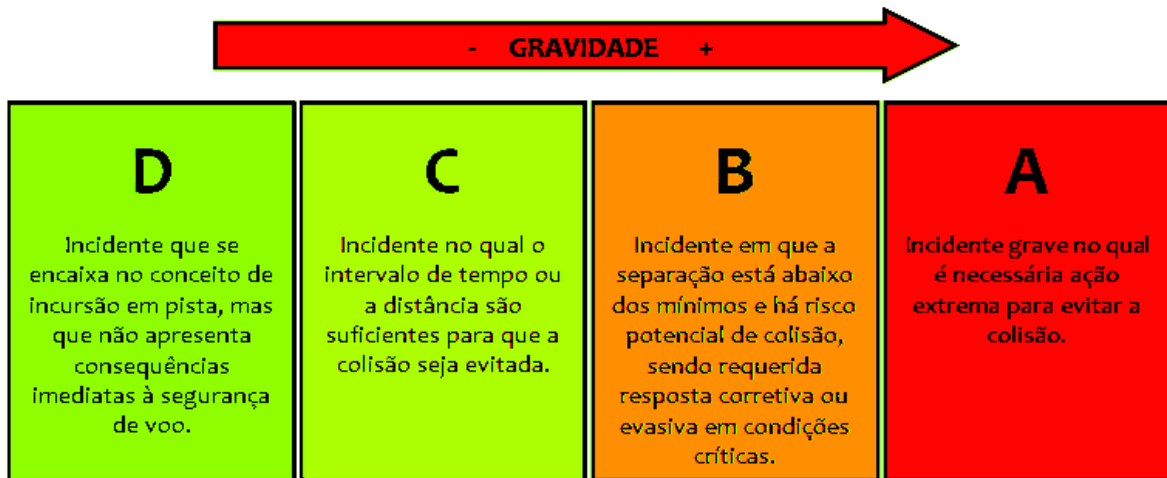 - GRAVIDADE +
D
Incidente que se
encaixa no conceito de
incursão em pista, mas
que não apresenta
consequências
imediatas à segurança
de voo.
C
Incidente no qual o
intervalo de tempo ou
a distância são
suficientes para que a
colisão seja evitada.
B
Incidente em que a
separação está abaixo
dos mínimos e há risco
potencial de colisão,
sendo requerida
resposta corretiva ou
evasiva em condições
críticas.
A
Incidente grave no qual
é necessária ação
extrema para evitar a
colisão.